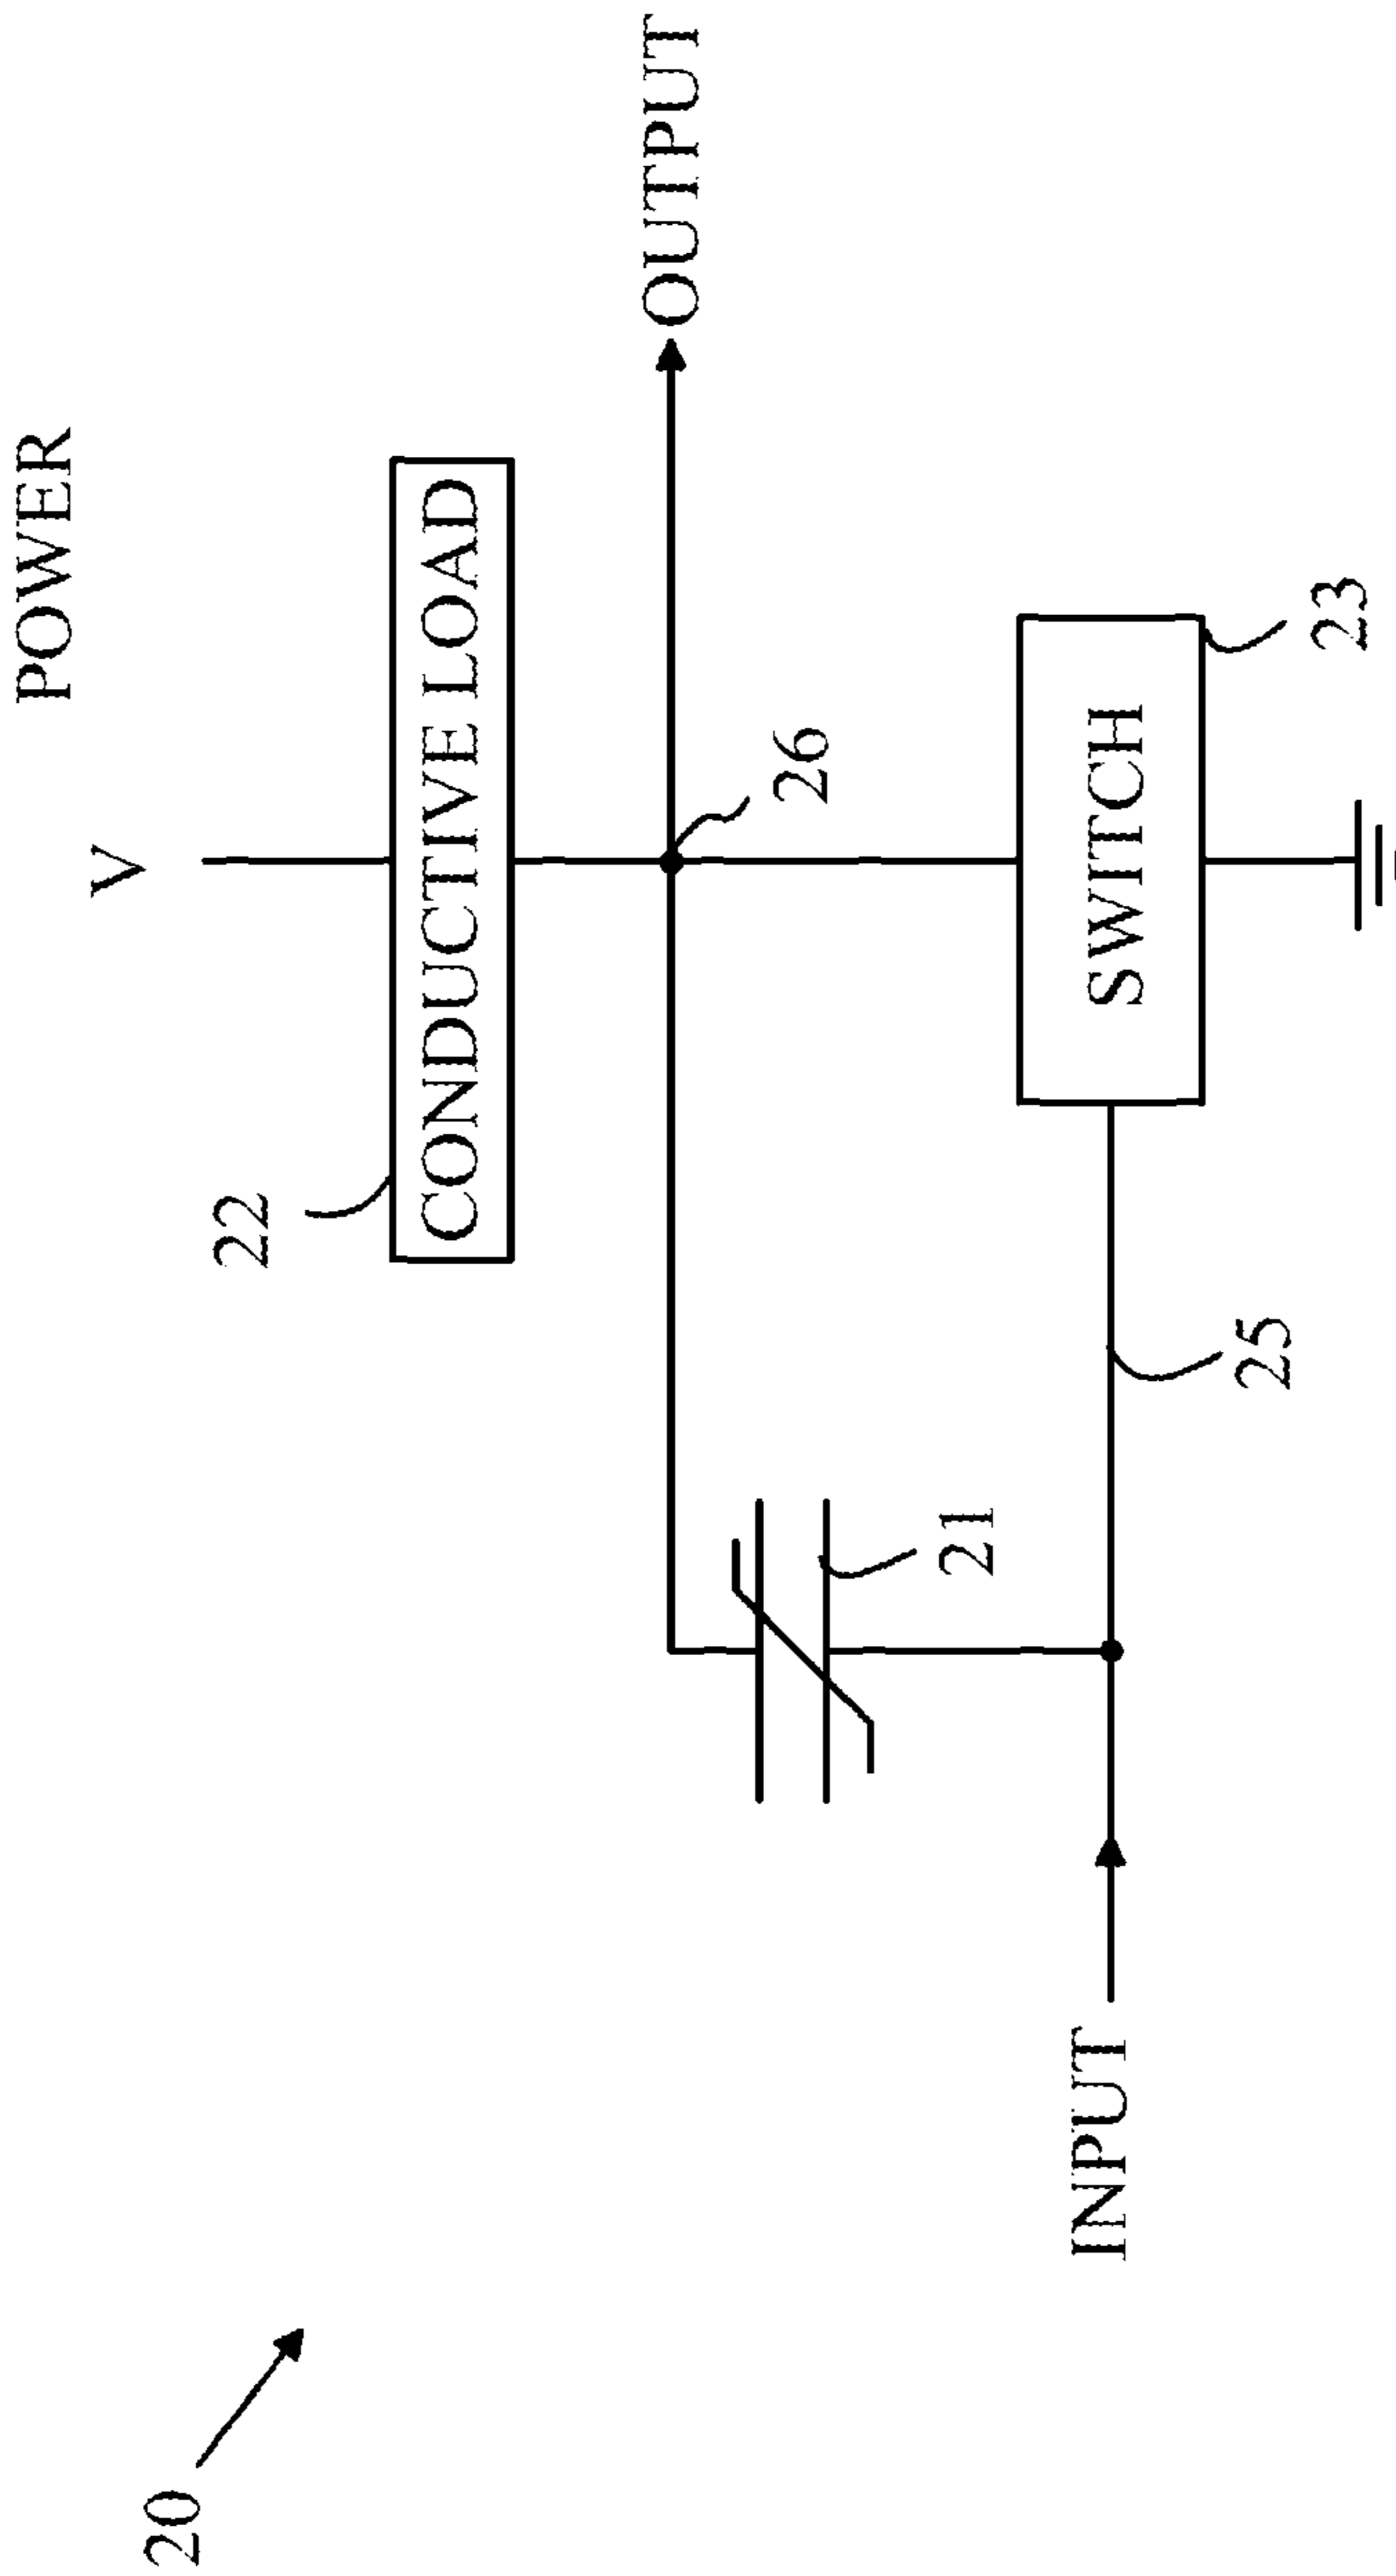 20
POWER
V
22
CONDUCTIVE LOAD
OUTPUT
26
21
25
SWITCH
23
INPUT